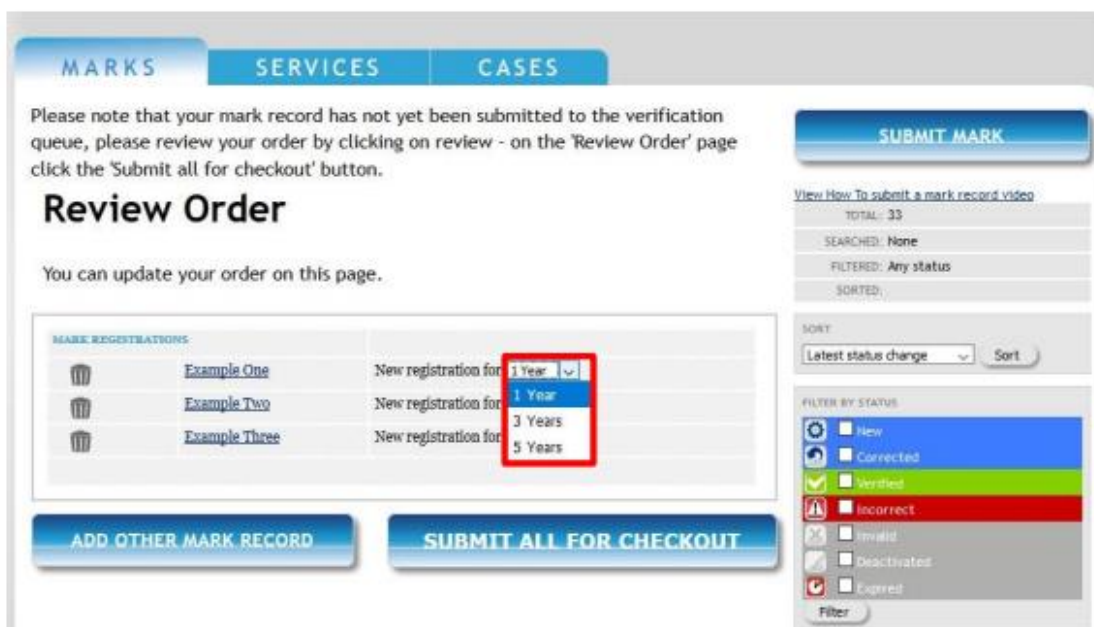 MARKS
SERVICES
CASES
Please note that your mark record has not yet been submitted to the verification
queue, please review your order by clicking on review - on the 'Review Order' page
click the 'Submit all for checkout' button.
Review Order
You can update your order on this page.
MARK REGISTRATIONS
Example One New registration for 1 Year
Example Two New registration for
Example Three New registration for
1 Year
3 Years
5 Years
ADD OTHER MARK RECORD
SUBMIT ALL FOR CHECKOUT
SUBMIT MARK
View How To submit a mark record video
TOTAL: 33
SEARCHED: None
FILTERED: Any status
SORTED:
SORT
Latest status change Sort
FILTER BY STATUS
New
Corrected
Verified
Incorrect
Invalid
Deactivated
Expired
Filter